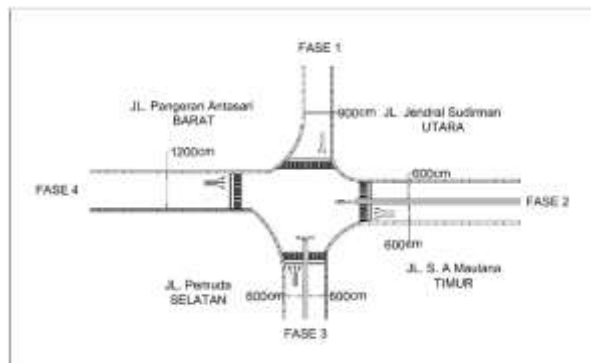 FASE 1
JL. Pangeran Antasari
BARAT
900cm
JL. Jendral Sudirman
UTARA
1200cm
600cm
FASE 4
FASE 2
600cm
JL. S. A Maulana
TIMUR
JL. Pemuda
SELATAN
600cm
600cm
FASE 3